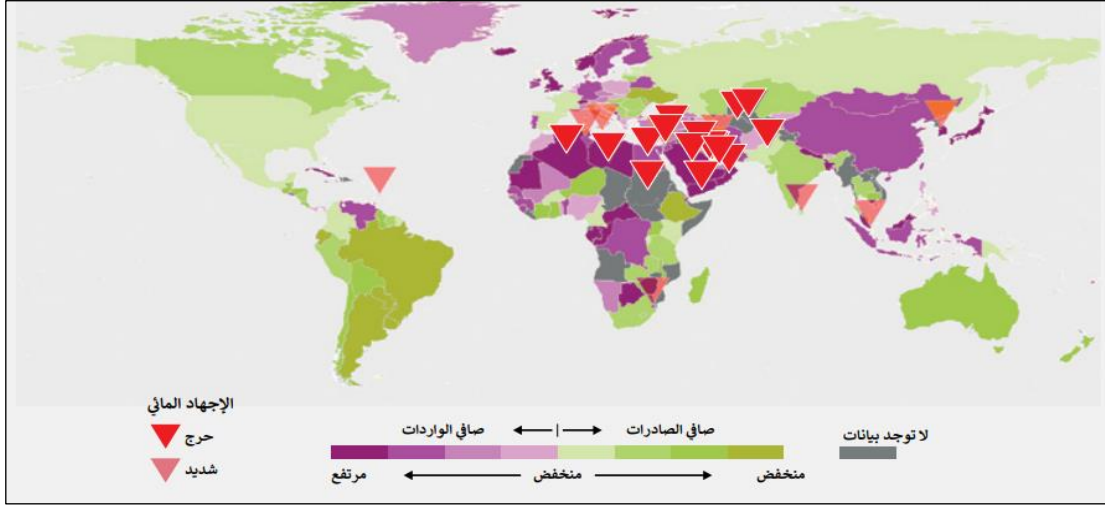 الإجهاد المائي
حرج
شديد
صافي الواردات ← | → صافي الصادرات
مرتفع ← منخفض → منخفض
لا توجد بيانات